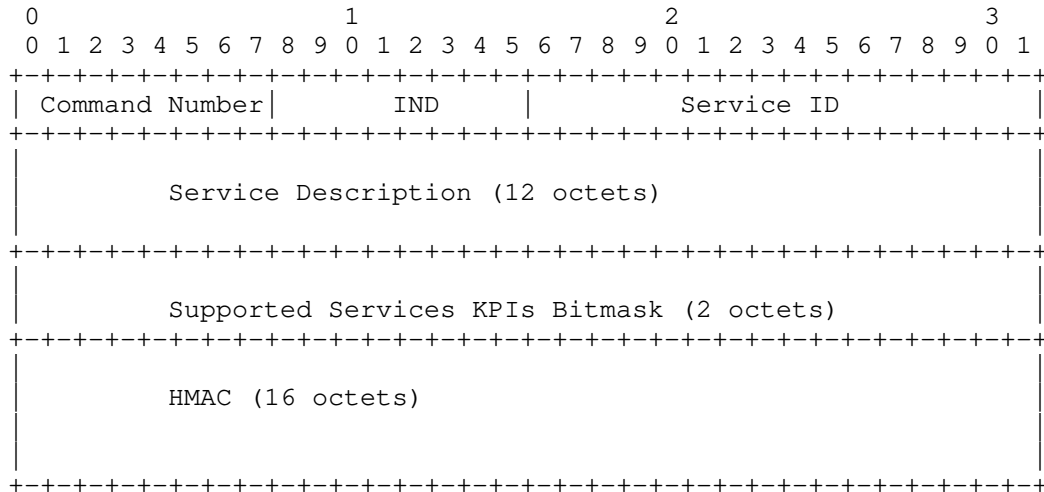 0                   1                   2                   3
 0 1 2 3 4 5 6 7 8 9 0 1 2 3 4 5 6 7 8 9 0 1 2 3 4 5 6 7 8 9 0 1
+-+-+-+-+-+-+-+-+-+-+-+-+-+-+-+-+-+-+-+-+-+-+-+-+-+-+-+-+-+-+-+-+
| Command Number|       IND     |         Service ID            |
+-+-+-+-+-+-+-+-+-+-+-+-+-+-+-+-+-+-+-+-+-+-+-+-+-+-+-+-+-+-+-+-+
|                                                               |
|         Service Description (12 octets)                       |
|                                                               |
+-+-+-+-+-+-+-+-+-+-+-+-+-+-+-+-+-+-+-+-+-+-+-+-+-+-+-+-+-+-+-+-+
|                                                               |
|         Supported Services KPIs Bitmask (2 octets)            |
+-+-+-+-+-+-+-+-+-+-+-+-+-+-+-+-+-+-+-+-+-+-+-+-+-+-+-+-+-+-+-+-+
|                                                               |
|         HMAC (16 octets)                                      |
|                                                               |
|                                                               |
+-+-+-+-+-+-+-+-+-+-+-+-+-+-+-+-+-+-+-+-+-+-+-+-+-+-+-+-+-+-+-+-+